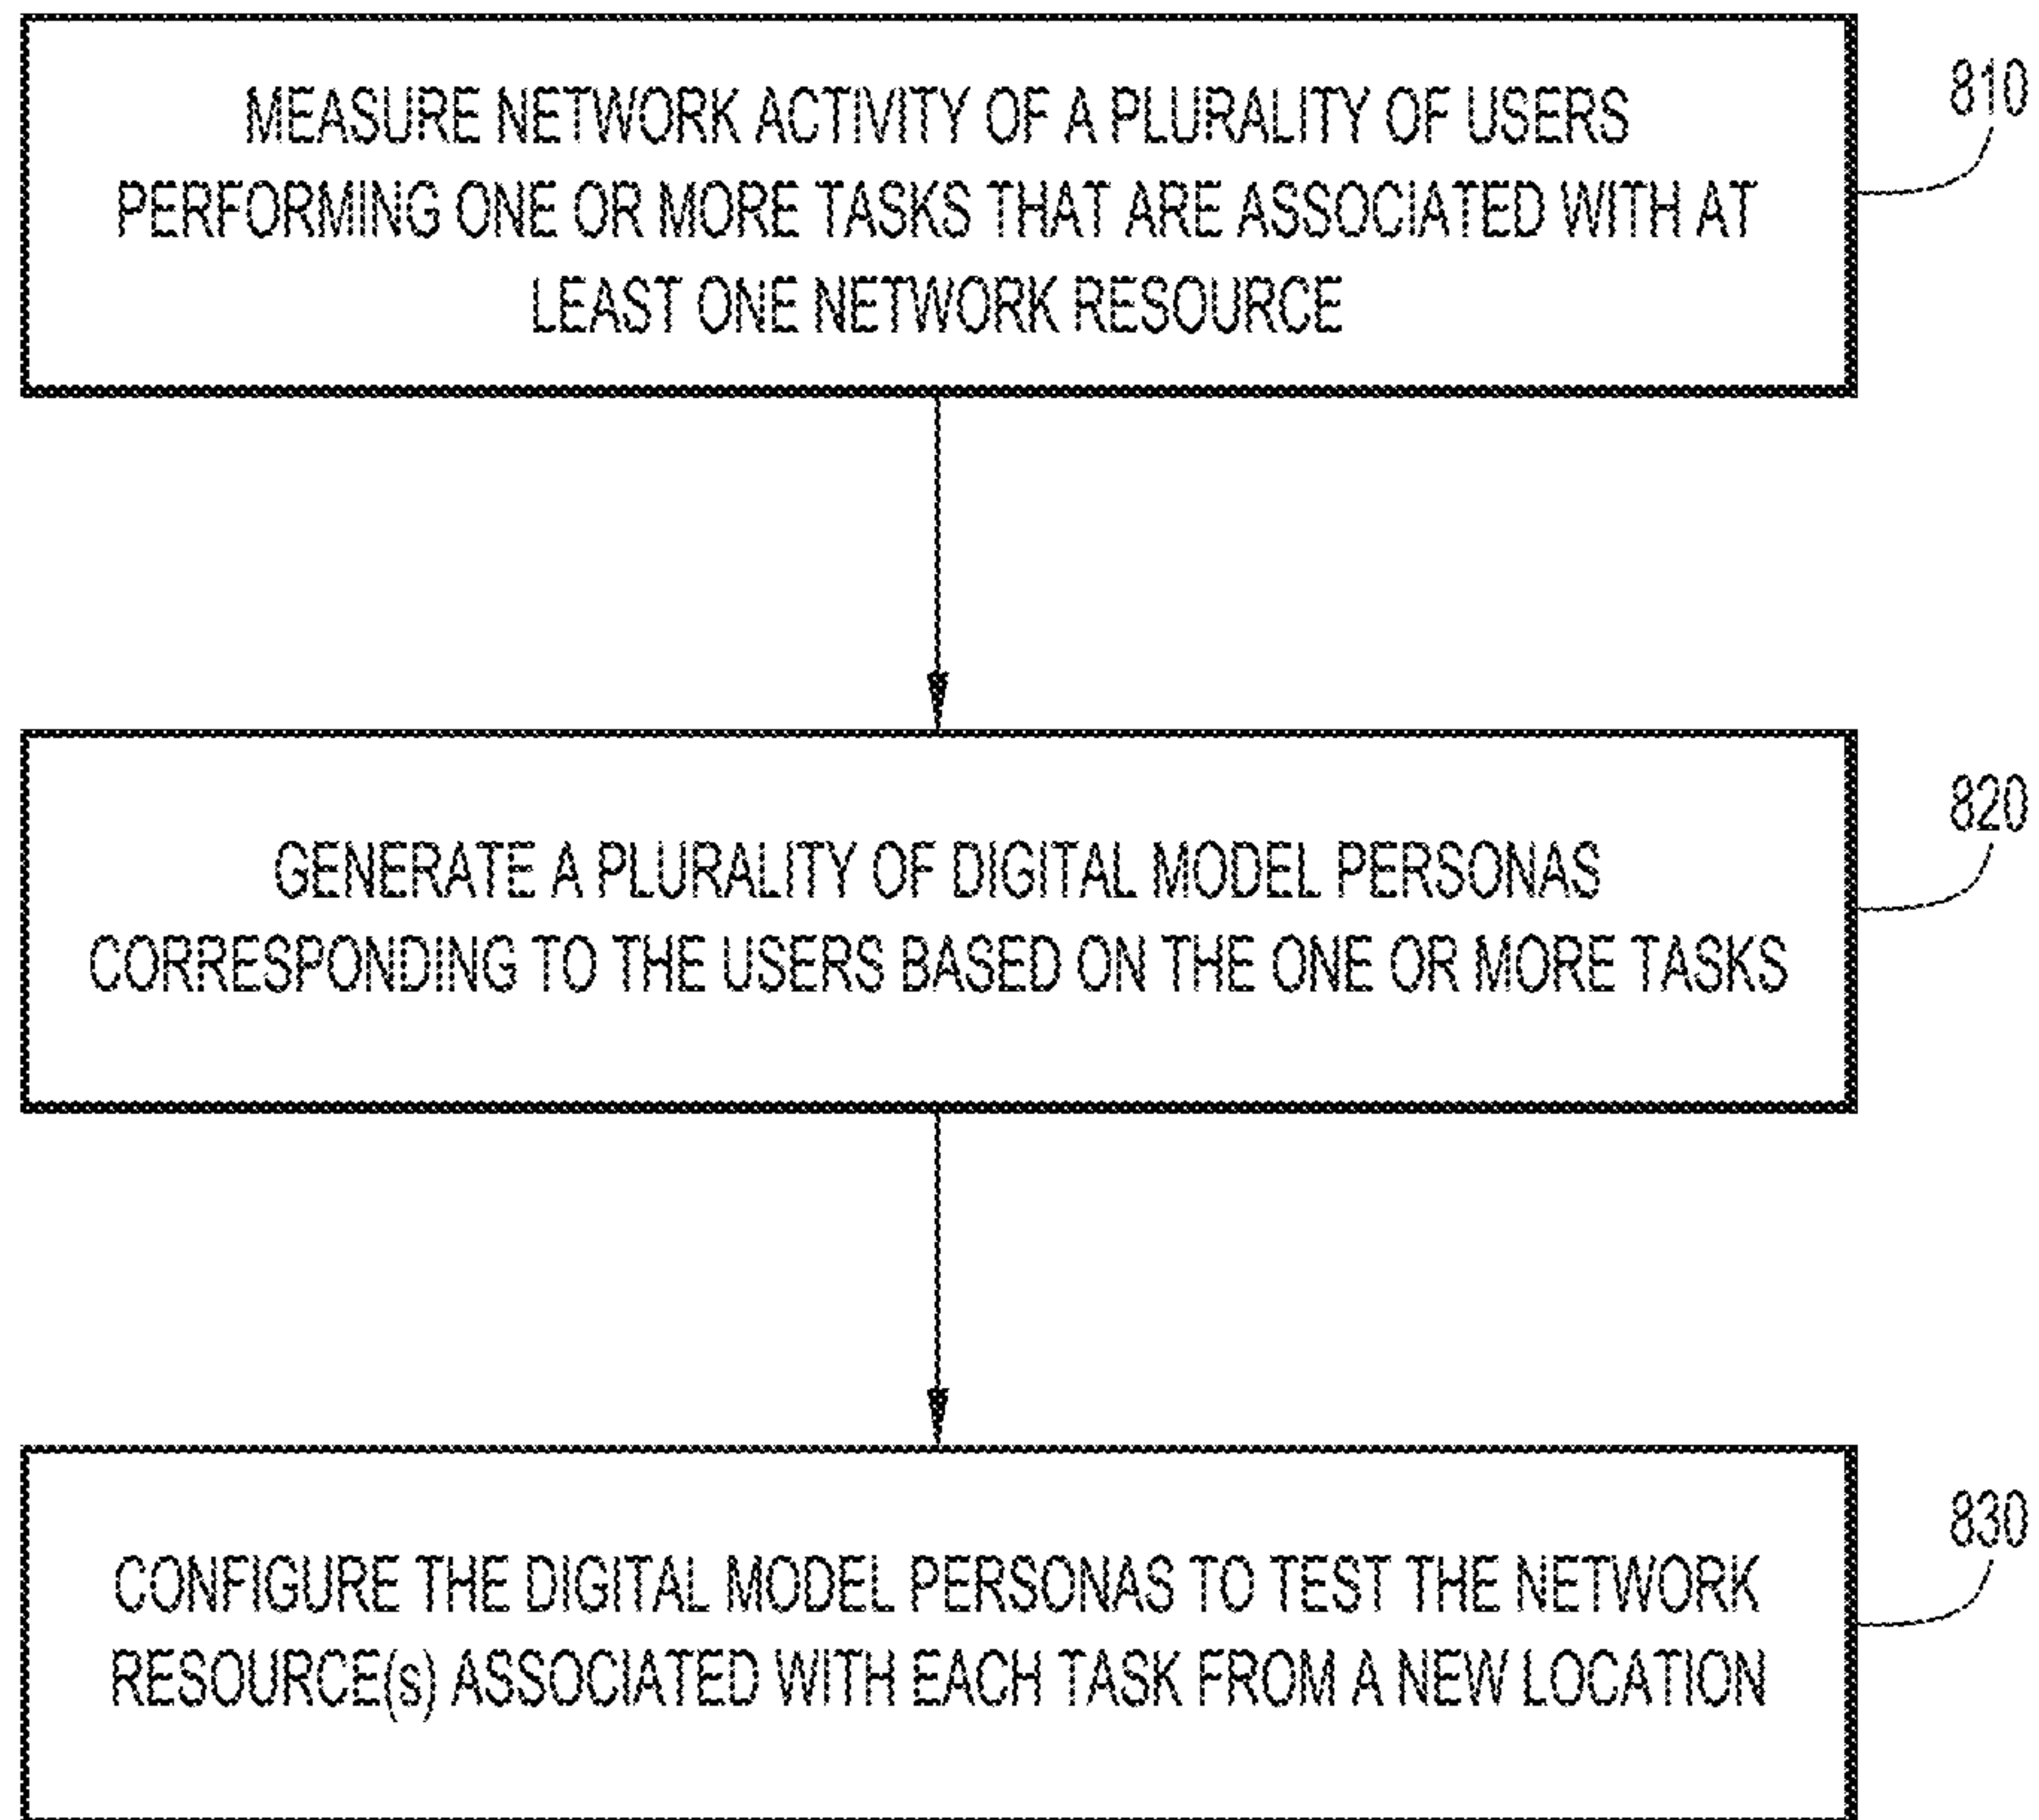 MEASURE NETWORK ACTIVITY OF A PLURALITY OF USERS
PERFORMING ONE OR MORE TASKS THAT ARE ASSOCIATED WITH AT
LEAST ONE NETWORK RESOURCE
810
GENERATE A PLURALITY OF DIGITAL MODEL PERSONAS
CORRESPONDING TO THE USERS BASED ON THE ONE OR MORE TASKS
820
CONFIGURE THE DIGITAL MODEL PERSONAS TO TEST THE NETWORK
RESOURCE(s) ASSOCIATED WITH EACH TASK FROM A NEW LOCATION
830